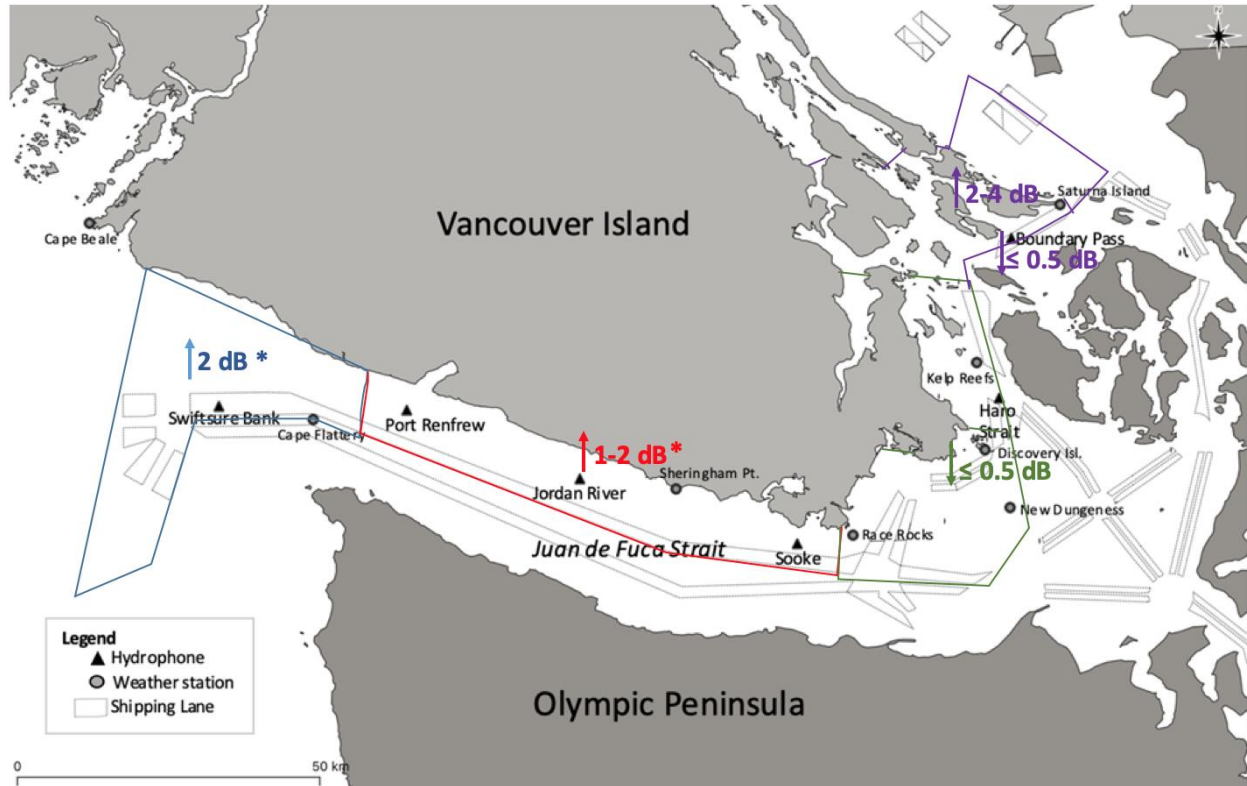 N
2-4 dB
Saturna Island
Vancouver Island
Cape Beale
Boundary Pass
≤ 0.5 dB
2 dB *
Kelp Reefs
Swiftsure Bank
Cape Flattery
Port Renfrew
Haro
Strait
1-2 dB*
Discovery Isl.
≤ 0.5 dB
Sheringham Pt.
Jordan River
New Dungeness
Race Rocks
Juan de Fuca Strait
Sooke
Legend
Hydrophone
Weather station
Shipping Lane
Olympic Peninsula
0
50 km